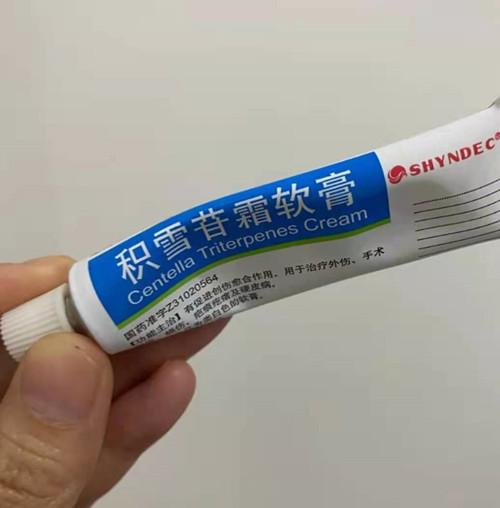 SHYNDEC®
积雪苷霜软膏
Centella Triterpenes Cream
国药准字Z31020564
【功能主治】有促进创伤愈合作用。用于治疗外伤、手术
烧伤、疤痕疙瘩及硬皮病。
白色的软膏。